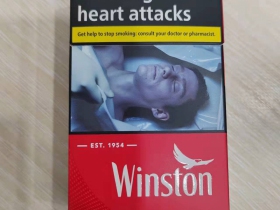 heart attacks
Get help to stop smoking: consult your doctor or pharmacist.
EST. 1954
Winston